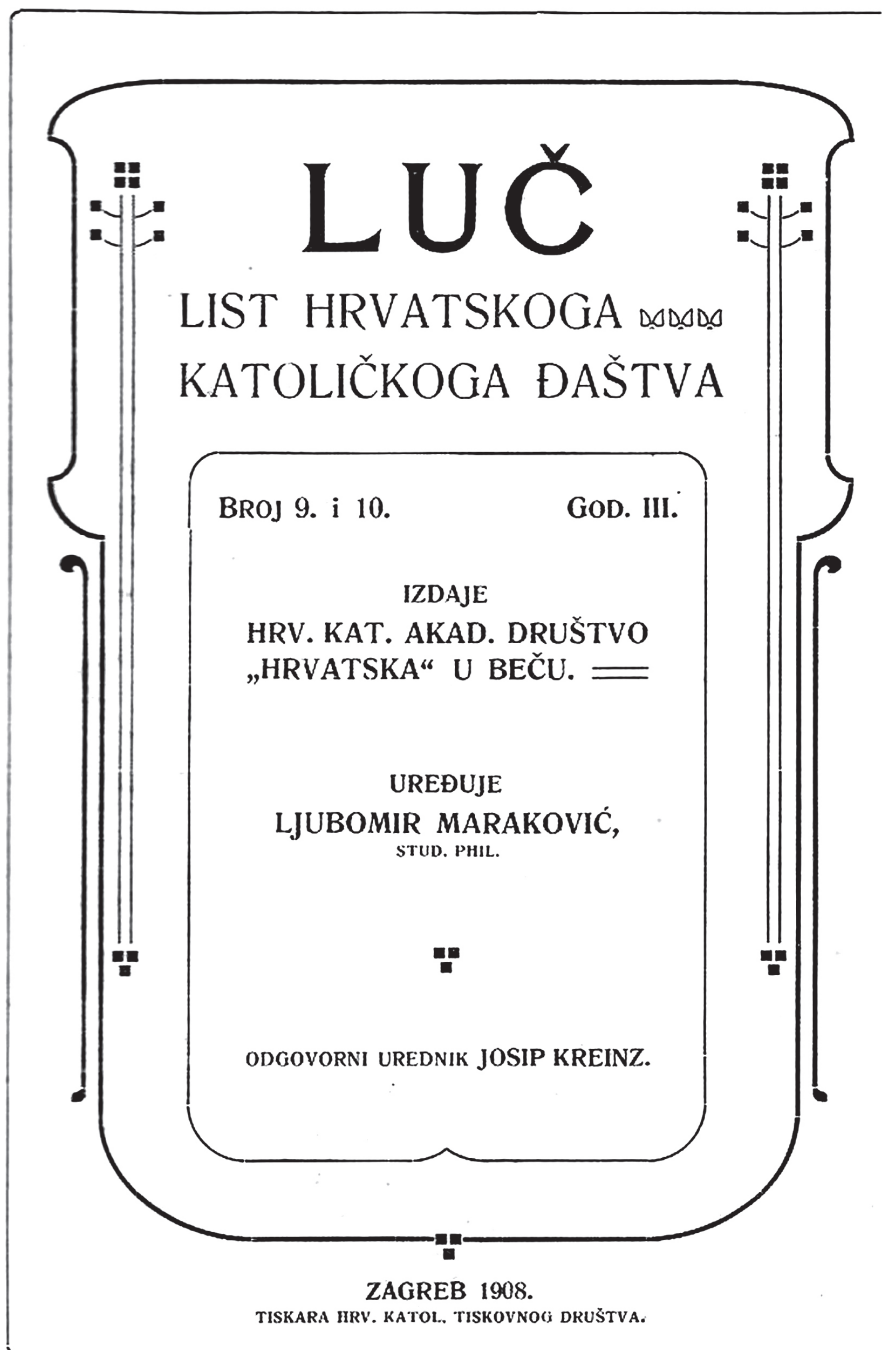 LUČ
LIST HRVATSKOGA
KATOLIČKOGA ĐAŠTVA
BROJ 9. i 10. GOD. III.
IZDAJE
HRV. KAT. AKAD. DRUŠTVO
„HRVATSKA“ U BEČU.
UREĐUJE
LJUBOMIR MARAKOVIĆ,
STUD. PHIL.
ODGOVORNI UREDNIK JOSIP KREINZ.
ZAGREB 1908.
TISKARA HRV. KATOL. TISKOVNOG DRUŠTVA.